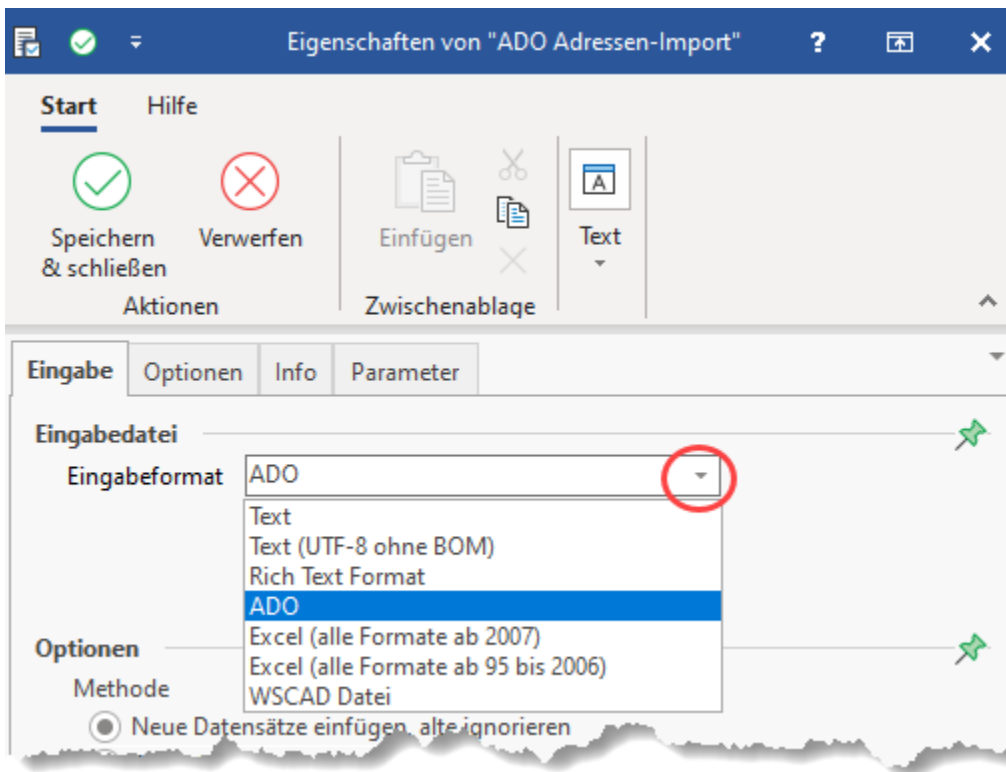 Eigenschaften von "ADO Adressen-Import" ?
Start Hilfe
Speichern & schließen
Verwerfen
Einfügen
Text
Aktionen
Zwischenablage
Eingabe Optionen Info Parameter
Eingabedatei
Eingabeformat ADO
Text
Text (UTF-8 ohne BOM)
Rich Text Format
ADO
Excel (alle Formate ab 2007)
Excel (alle Formate ab 95 bis 2006)
WSCAD Datei
Optionen
Methode
Neue Datensätze einfügen, alte ignorieren